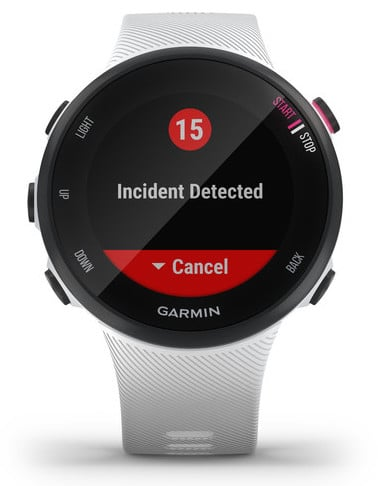 15
START
STOP
LIGHT
UP
Incident Detected
DOWN
Cancel
BACK
GARMIN